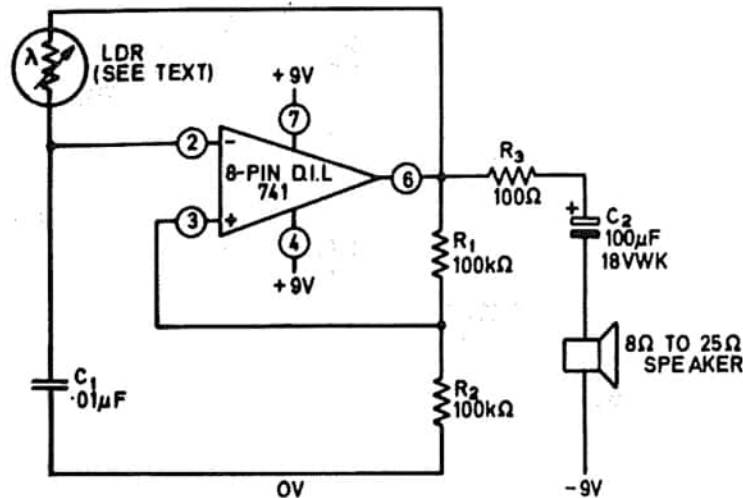 λ
LDR
(SEE TEXT)
+9V
7
2
-
8-PIN D.I.L
741
6
3
+
4
+9V
R1
100kΩ
R3
100Ω
+
C2
100µF
18VWK
8Ω TO 25Ω
SPEAKER
C1
·01µF
R2
100kΩ
0V
-9V